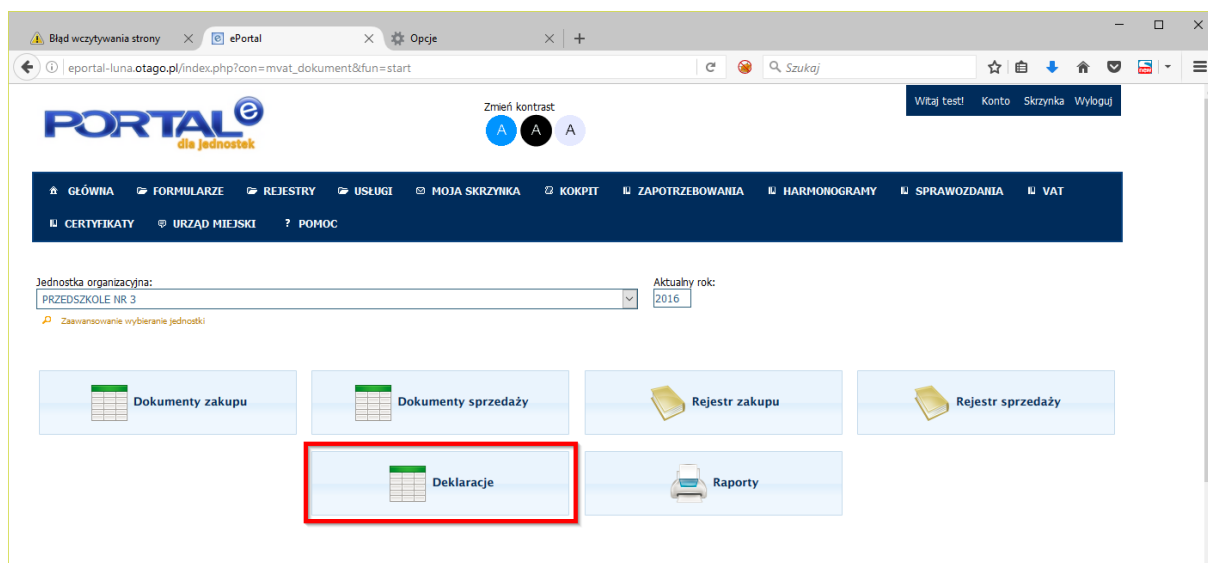 Błąd wczytywania strony
ePortal
Opcje
eportal-luna.otago.pl/index.php?con=mvat_dokument&fun=start
Szukaj
PORTAL e
dla jednostek
Zmień kontrast
A A A
Witaj test! Konto Skrzynka Wyloguj
GŁÓWNA FORMULARZE REJESTRY USŁUGI MOJA SKRZYNKA KOKPIT ZAPOTRZEBOWANIA HARMONOGRAMY SPRAWOZDANIA VAT
CERTYFIKATY URZĄD MIEJSKI ? POMOC
Jednostka organizacyjna:
PRZEDSZKOLE NR 3
Aktualny rok:
2016
Zaawansowanie wybieranie jednostki
Dokumenty zakupu
Dokumenty sprzedaży
Rejestr zakupu
Rejestr sprzedaży
Deklaracje
Raporty